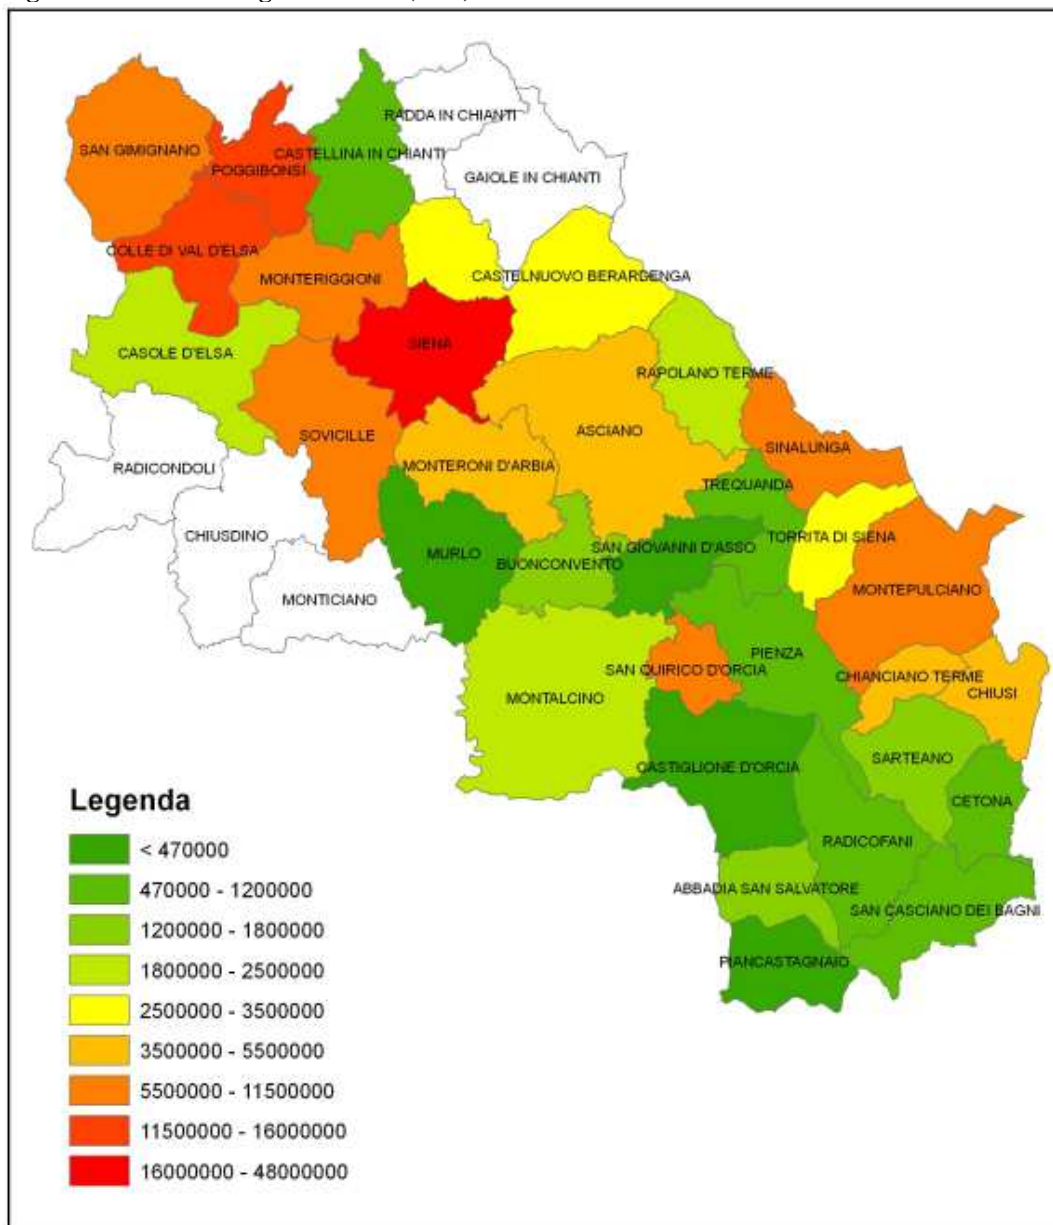 RADDA IN CHIANTI
SAN GIMIGNANO
CASTELLINA IN CHIANTI
POGGIBONSI
GAIOLE IN CHIANTI
COLLE DI VAL D'ELSA
MONTERIGGIONI
CASTELNUOVO BERARDENGA
SIENA
CASOLE D'ELSA
RAPOLANO TERME
SOVICILLE
ASCIANO
SINALUNGA
RADICONDOLI
MONTERONI D'ARBIA
TREQUANDA
CHIUSDINO
TORRITA DI SIENA
MURLO
SAN GIOVANNI D'ASSO
BUONCONVENTO
MONTEPULCIANO
MONTICIANO
PIENZA
SAN QUIRICO D'ORCIA
CHIANCIANO TERME
CHIUSI
MONTALCINO
SARTEANO
CASTIGLIONE D'ORCIA
CETONA
RADICOFANI
ABBADIA SAN SALVATORE
SAN CASCIANO DEI BAGNI
PIANCASTAGNAIO
Legenda
< 470000
470000 - 1200000
1200000 - 1800000
1800000 - 2500000
2500000 - 3500000
3500000 - 5500000
5500000 - 11500000
11500000 - 16000000
16000000 - 48000000